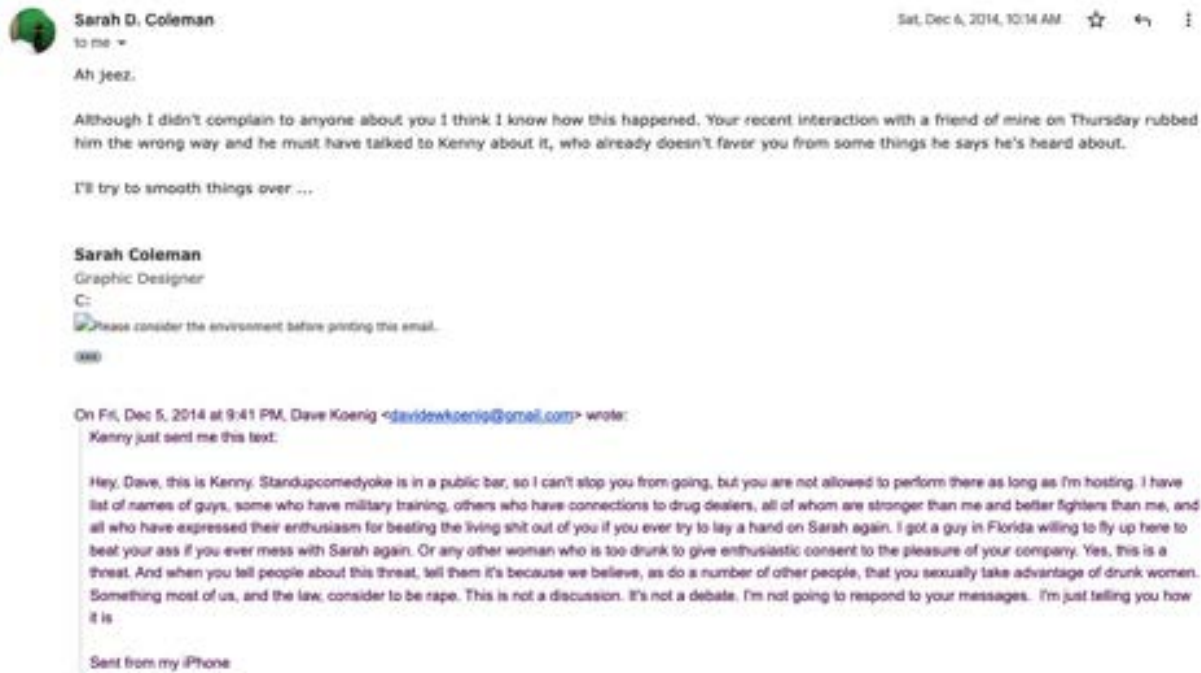 Sarah D. Coleman
Sat, Dec 6, 2014, 10:14 AM
to me
Ah jeez.
Although I didn't complain to anyone about you I think I know how this happened. Your recent interaction with a friend of mine on Thursday rubbed
him the wrong way and he must have talked to Kenny about it, who already doesn't favor you from some things he says he's heard about.
I'll try to smooth things over ...
Sarah Coleman
Graphic Designer
C:
Please consider the environment before printing this email.
On Fri, Dec 5, 2014 at 9:41 PM, Dave Koenig <davidewkoenig@gmail.com> wrote:
Kenny just sent me this text:
Hey, Dave, this is Kenny. Standupcomedyoke is in a public bar, so I can't stop you from going, but you are not allowed to perform there as long as I'm hosting. I have
list of names of guys, some who have military training, others who have connections to drug dealers, all of whom are stronger than me and better fighters than me, and
all who have expressed their enthusiasm for beating the living shit out of you if you ever try to lay a hand on Sarah again. I got a guy in Florida willing to fly up here to
beat your ass if you ever mess with Sarah again. Or any other woman who is too drunk to give enthusiastic consent to the pleasure of your company. Yes, this is a
threat. And when you tell people about this threat, tell them it's because we believe, as do a number of other people, that you sexually take advantage of drunk women.
Something most of us, and the law, consider to be rape. This is not a discussion. It's not a debate. I'm not going to respond to your messages. I'm just telling you how
it is
Sent from my iPhone